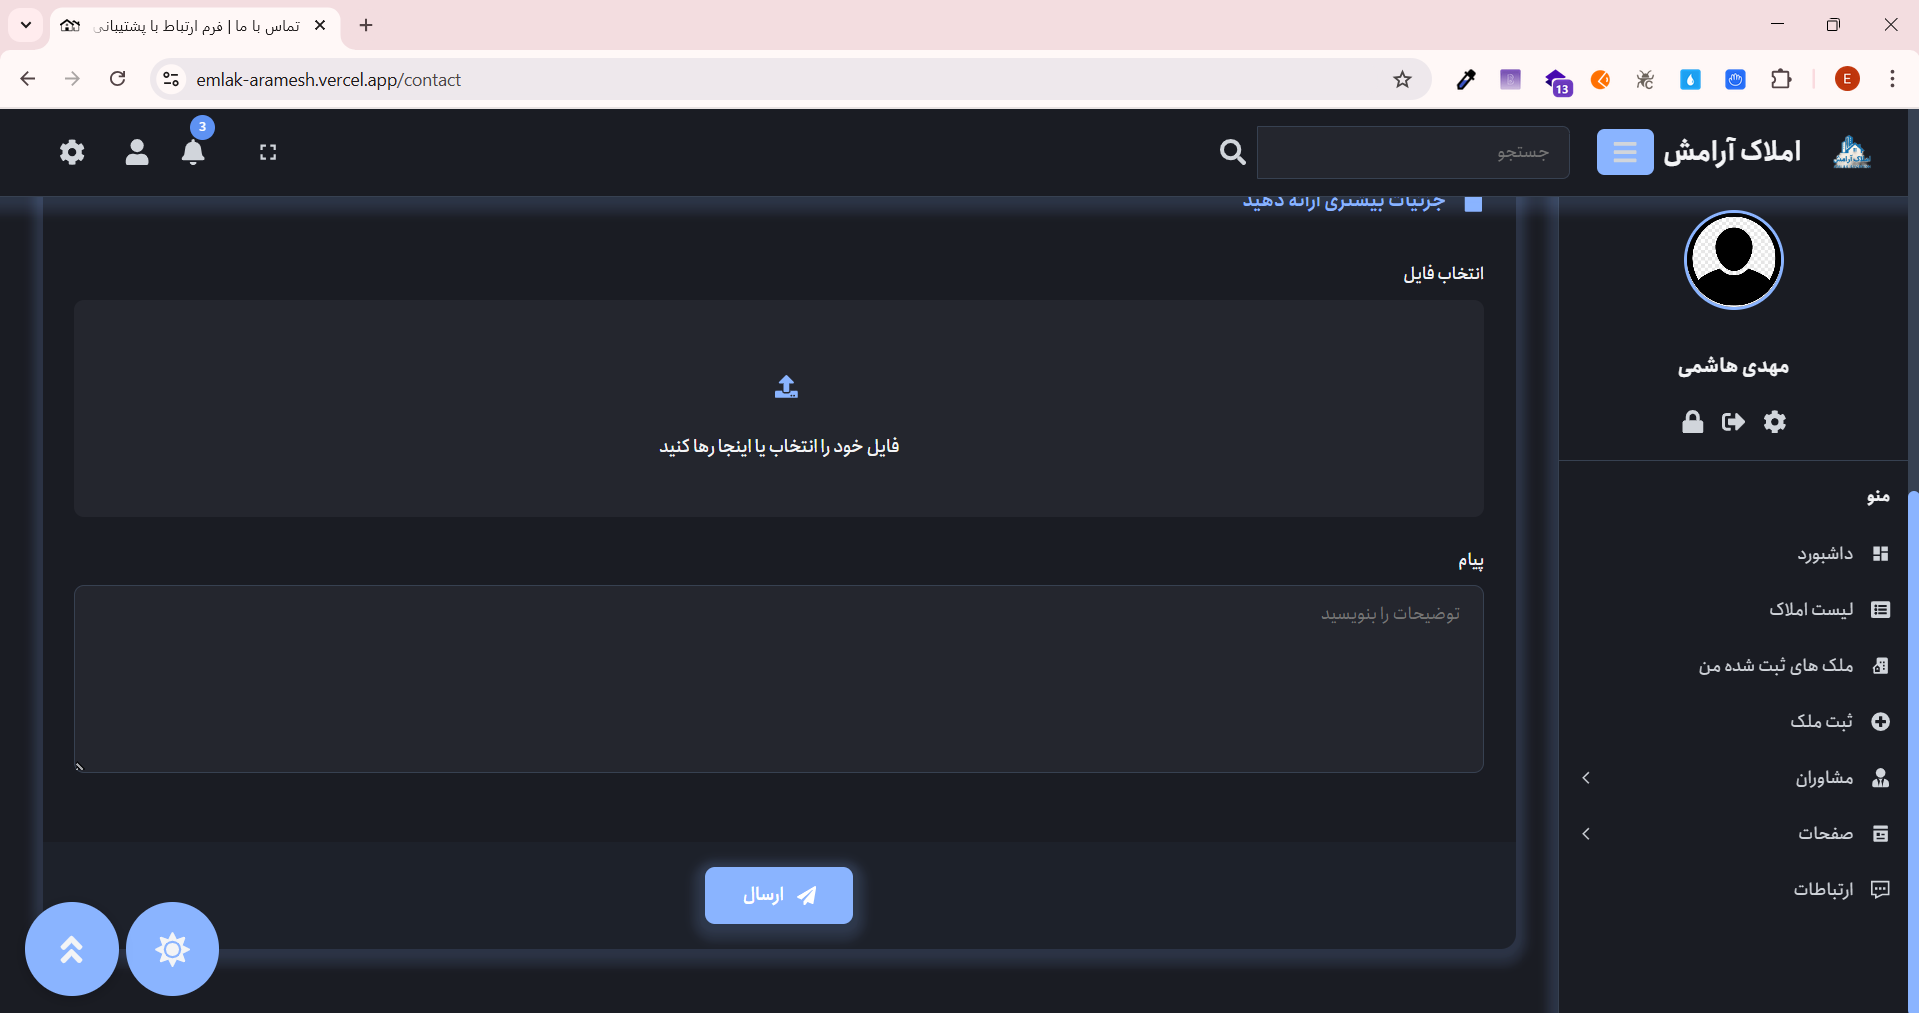 تماس با ما | فرم ارتباط با پشتیبانی
emlak-aramesh.vercel.app/contact
13
E
املاک آرامش
جستجو
3
جزئیات بیشتری ارائه دهید
انتخاب فایل
فایل خود را انتخاب یا اینجا رها کنید
پیام
توضیحات را بنویسید
ارسال
مهدی هاشمی
منو
داشبورد
لیست املاک
ملک های ثبت شده من
ثبت ملک
مشاوران
صفحات
ارتباطات